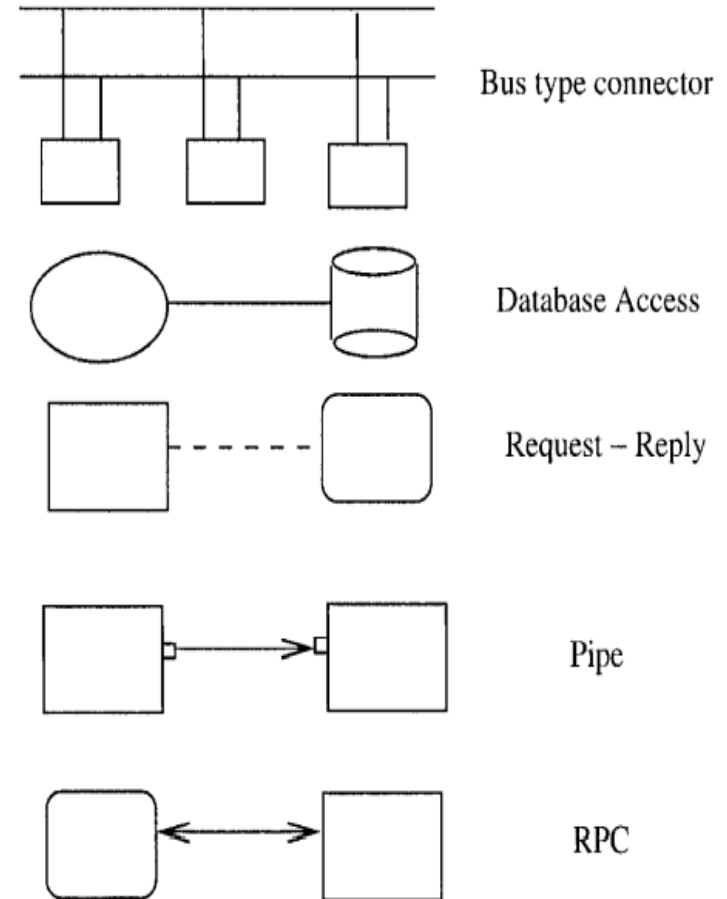 Bus type connector
Database Access
Request – Reply
Pipe
RPC